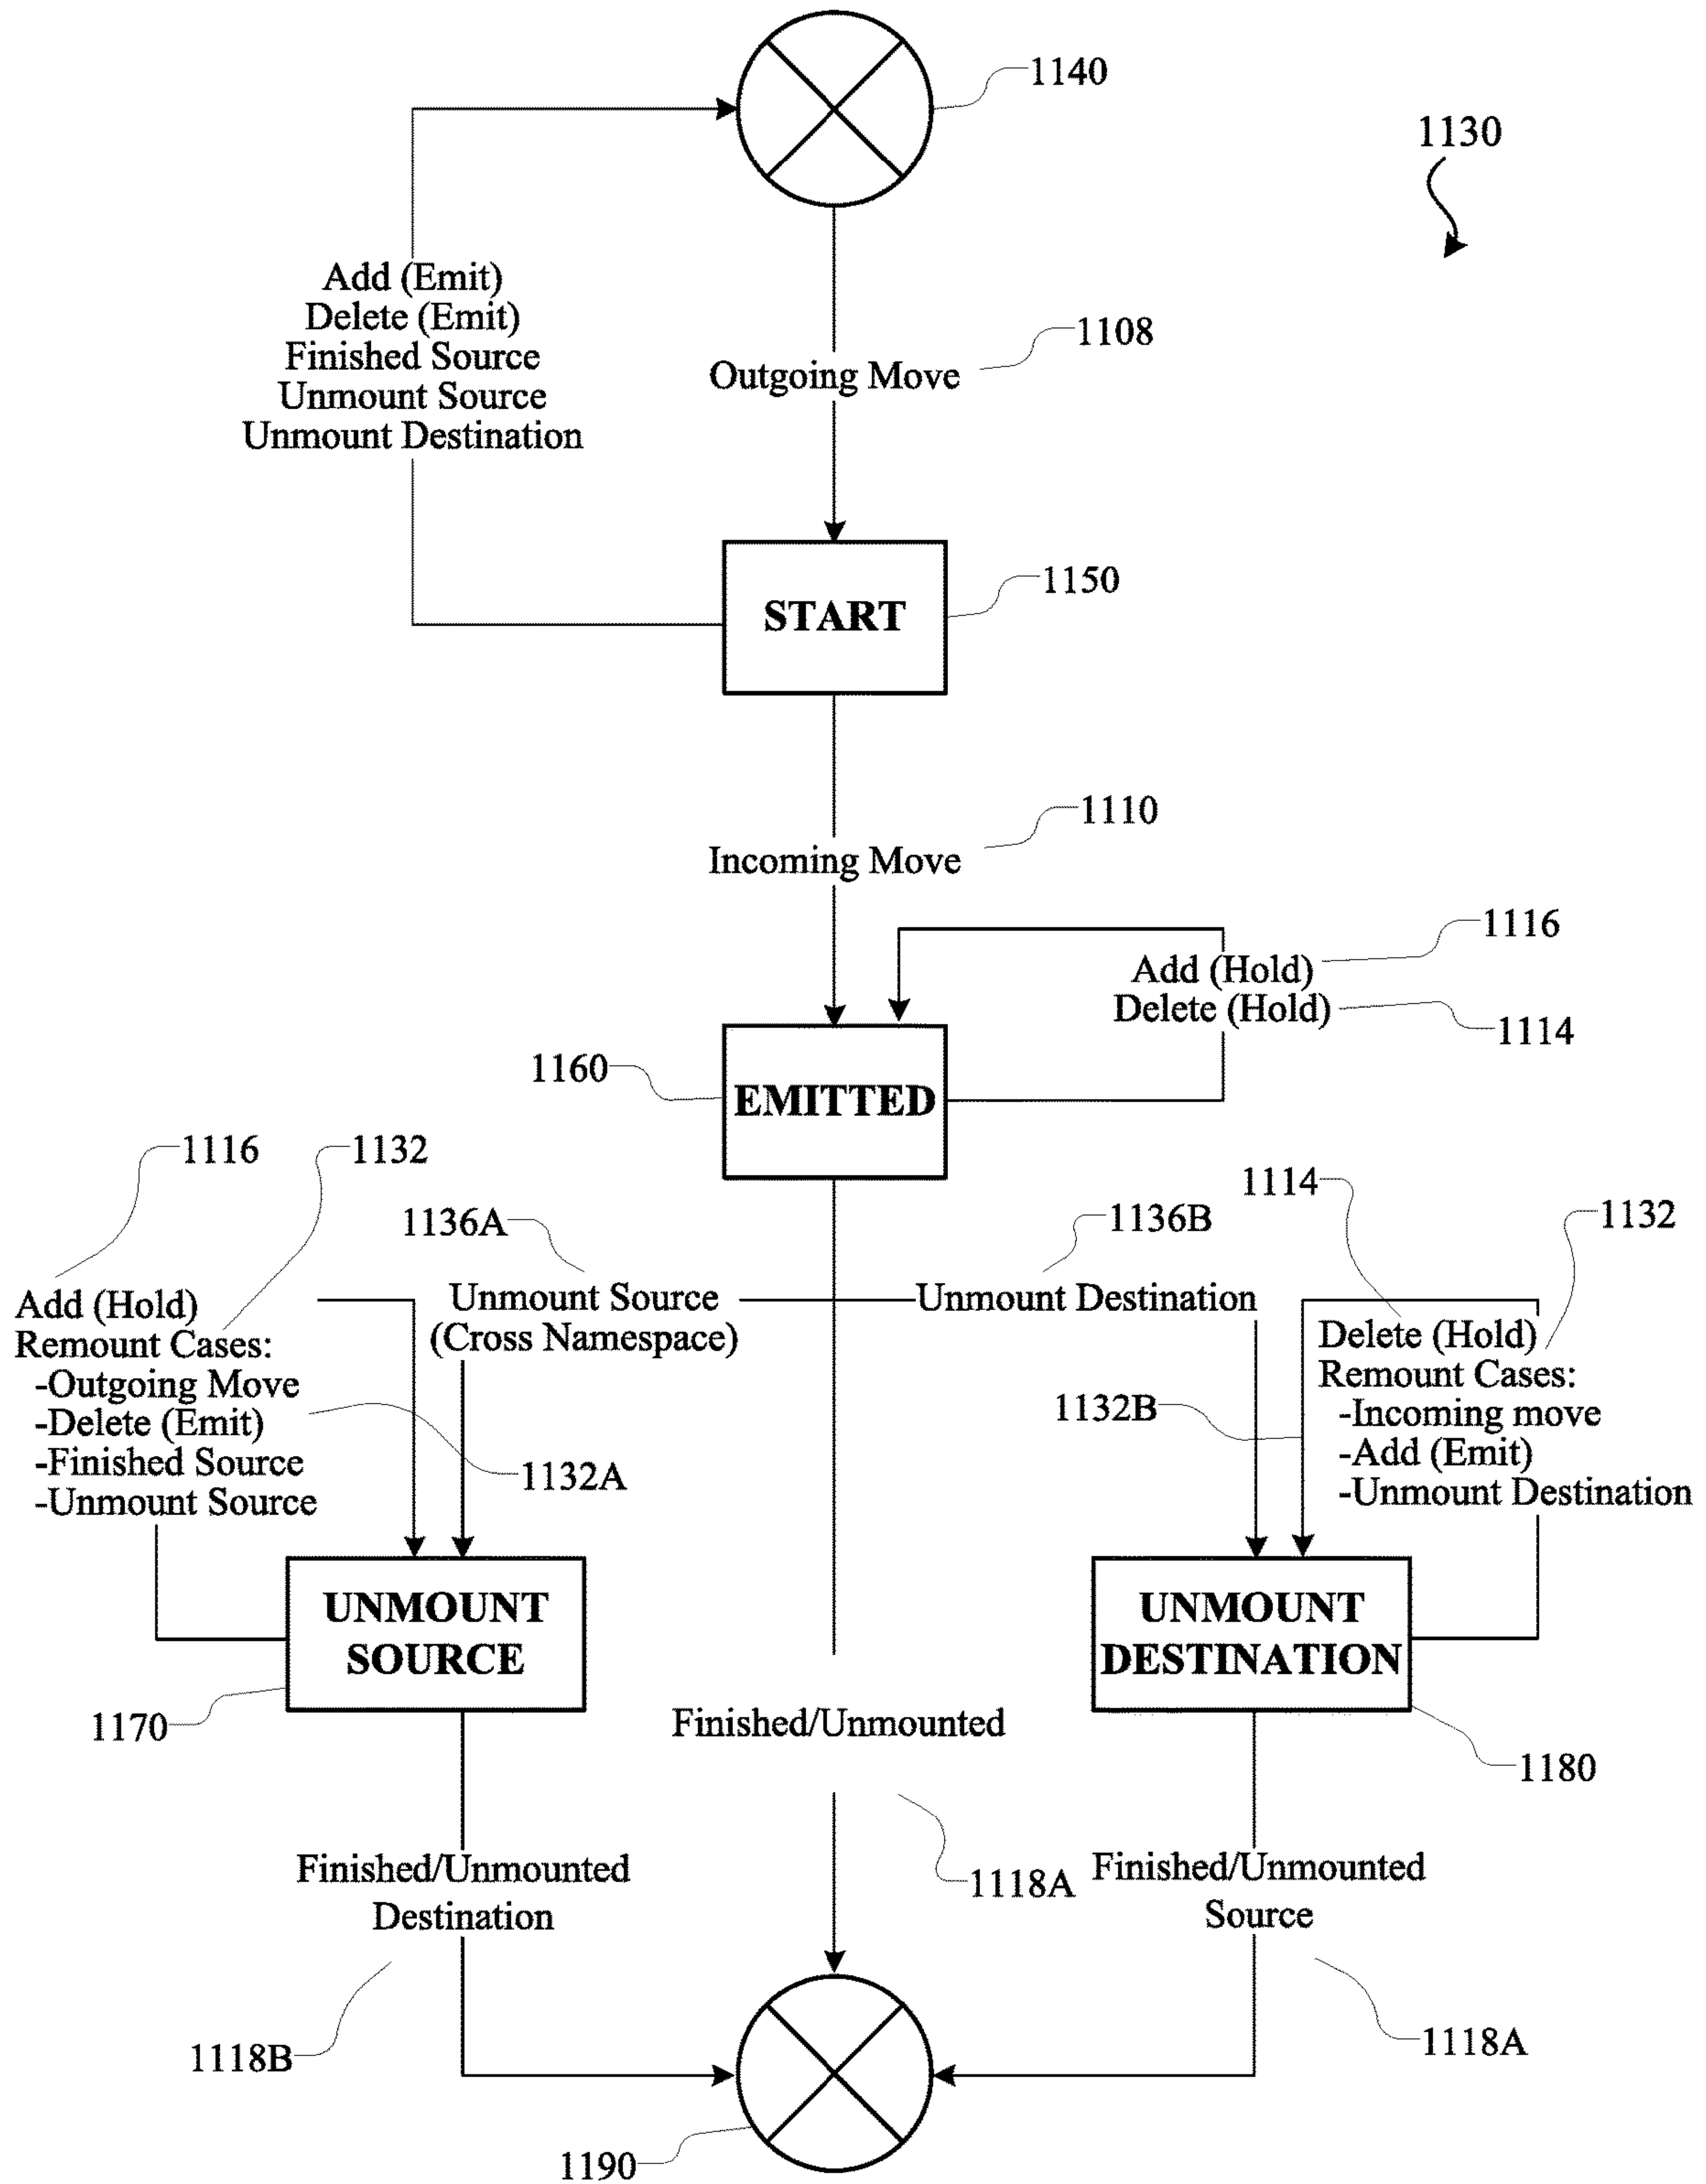 1140
1130
Add (Emit)
Delete (Emit)
Finished Source
Unmount Source
Unmount Destination
1108
Outgoing Move
1150
START
1110
Incoming Move
1116
Add (Hold)
Delete (Hold)
1114
1160
EMITTED
1116
1132
1136A
1136B
1114
1132
Add (Hold)
Remount Cases:
-Outgoing Move
-Delete (Emit)
-Finished Source
-Unmount Source
1132A
Unmount Source
(Cross Namespace)
Unmount Destination
1132B
Delete (Hold)
Remount Cases:
-Incoming move
-Add (Emit)
-Unmount Destination
UNMOUNT
SOURCE
1170
UNMOUNT
DESTINATION
1180
Finished/Unmounted
1118A
Finished/Unmounted
Destination
1118B
Finished/Unmounted
Source
1118A
1190